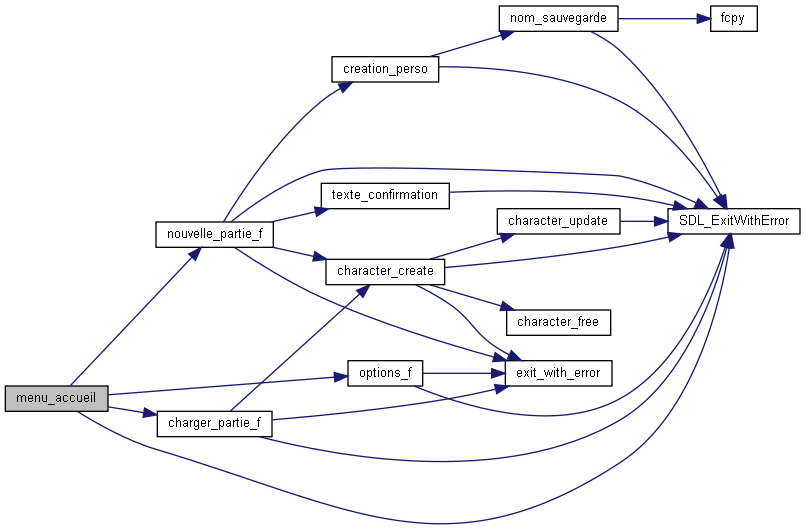 nom_sauvegarde
fcpy
creation_perso
texte_confirmation
character_update
SDL_ExitWithError
nouvelle_partie_f
character_create
character_free
options_f
exit_with_error
menu_accueil
charger_partie_f